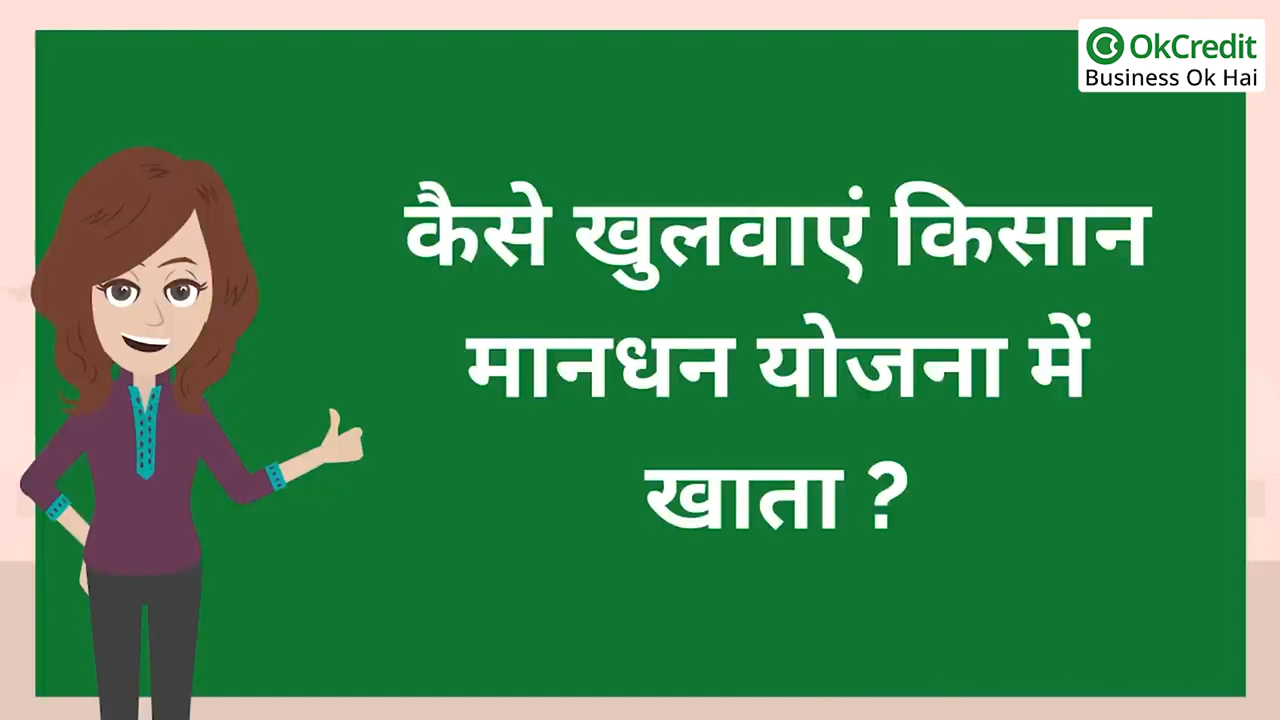 OkCredit
Business Ok Hai
कैसे खुलवाएं किसान
मानधन योजना में
खाता ?